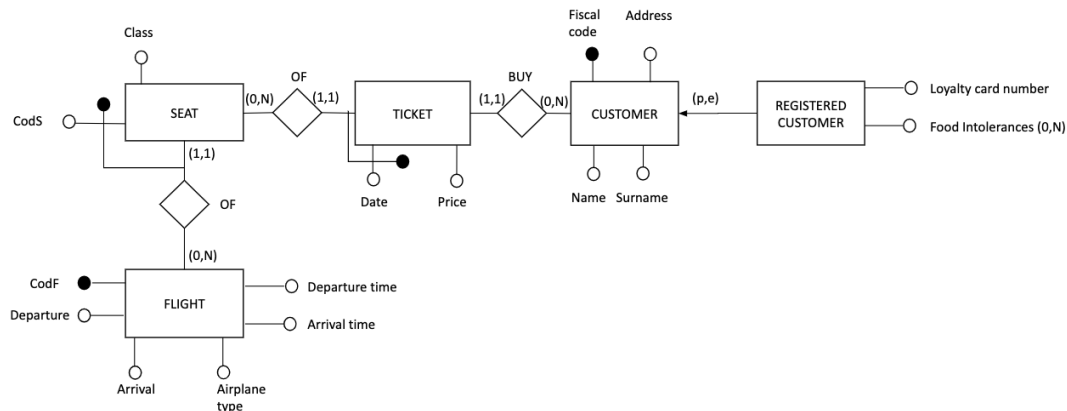 Fiscal
code
Address
Class
OF
BUY
CodS
SEAT
(0,N)
(1,1)
TICKET
(1,1)
(0,N)
CUSTOMER
(p,e)
REGISTERED
CUSTOMER
Loyalty card number
Food Intolerances (0,N)
(1,1)
Date
Price
Name
Surname
OF
(0,N)
CodF
Departure
FLIGHT
Departure time
Arrival time
Arrival
Airplane
type